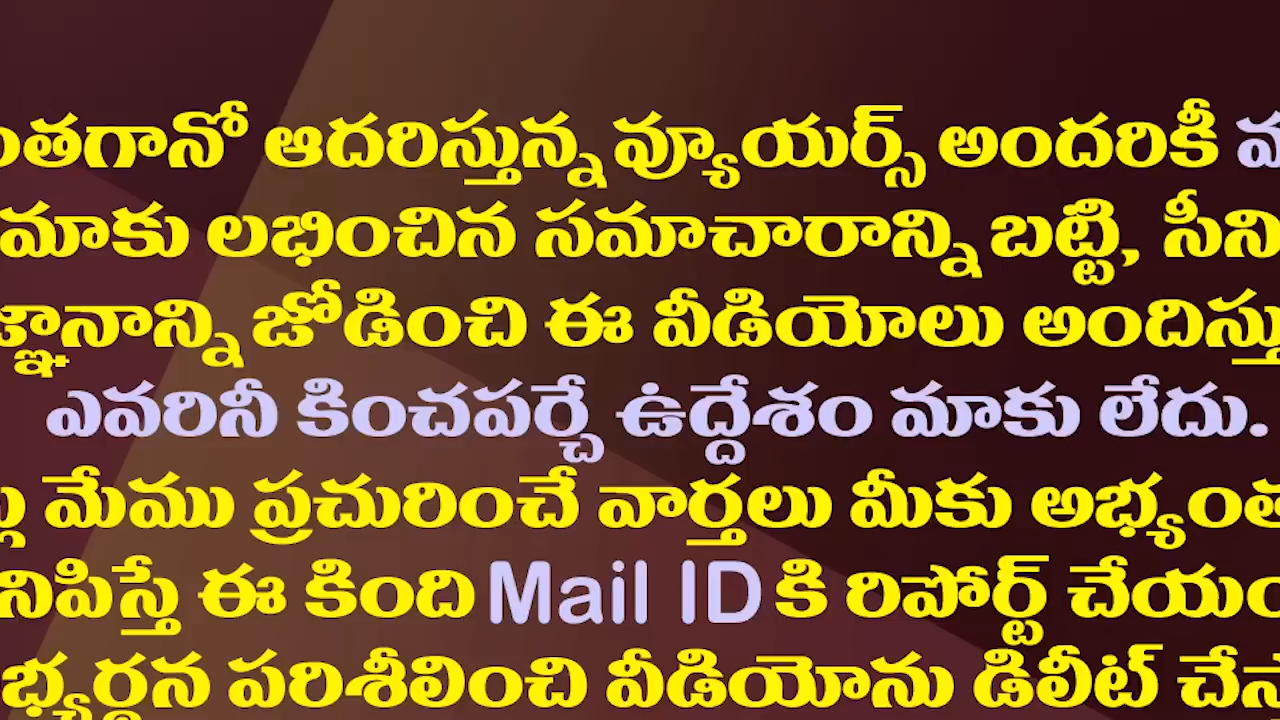 ఆదరిస్తున్న వ్యూయర్స్ అందరికీ
మాకు లభించిన సమాచారాన్ని బట్టి,
జోడించి ఈ వీడియోలు
ఎవరినీ కించపర్చే ఉద్దేశం మాకు లేదు.
మేము ప్రచురించే వార్తలు మీకు
ఈ కింది Mail ID కి రిపోర్ట్
పరిశీలించి వీడియోను డిలీట్